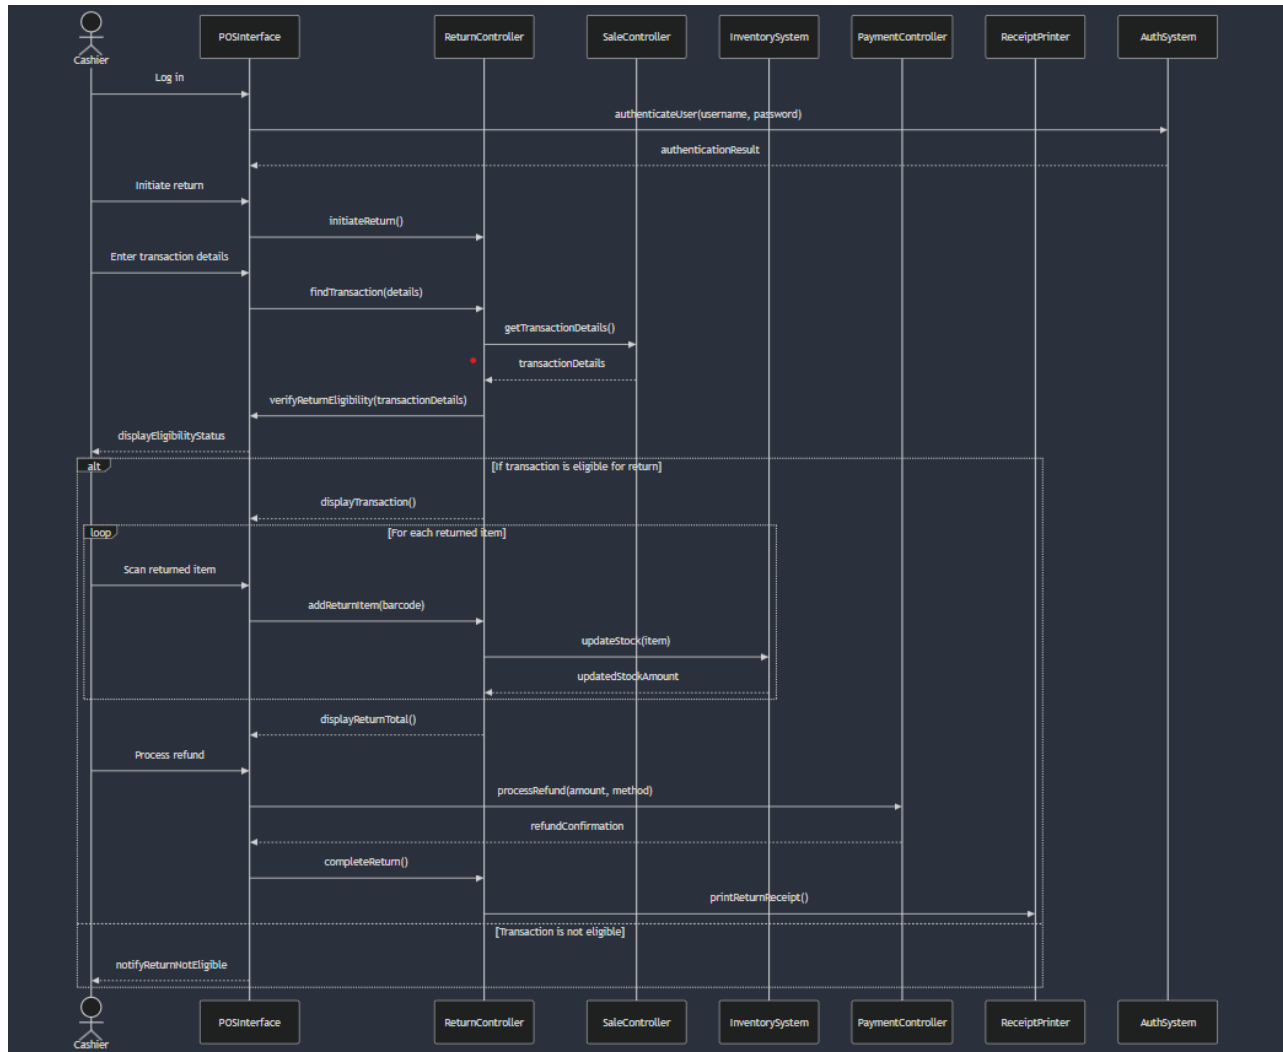 POSInterface
ReturnController
SaleController
InventorySystem
PaymentController
ReceiptPrinter
AuthSystem
Cashier
Log in
authenticateUser(username, password)
authenticationResult
Initiate return
initiateReturn()
Enter transaction details
findTransaction(details)
getTransactionDetails()
transactionDetails
verifyReturnEligibility(transactionDetails)
displayEligibilityStatus
alt
[If transaction is eligible for return]
displayTransaction()
loop
[For each returned item]
Scan returned item
addReturnItem(barcode)
updateStock(item)
updatedStockAmount
displayReturnTotal()
Process refund
processRefund(amount, method)
refundConfirmation
completeReturn()
printReturnReceipt()
[Transaction is not eligible]
notifyReturnNotEligible
POSInterface
ReturnController
SaleController
InventorySystem
PaymentController
ReceiptPrinter
AuthSystem
Cashier